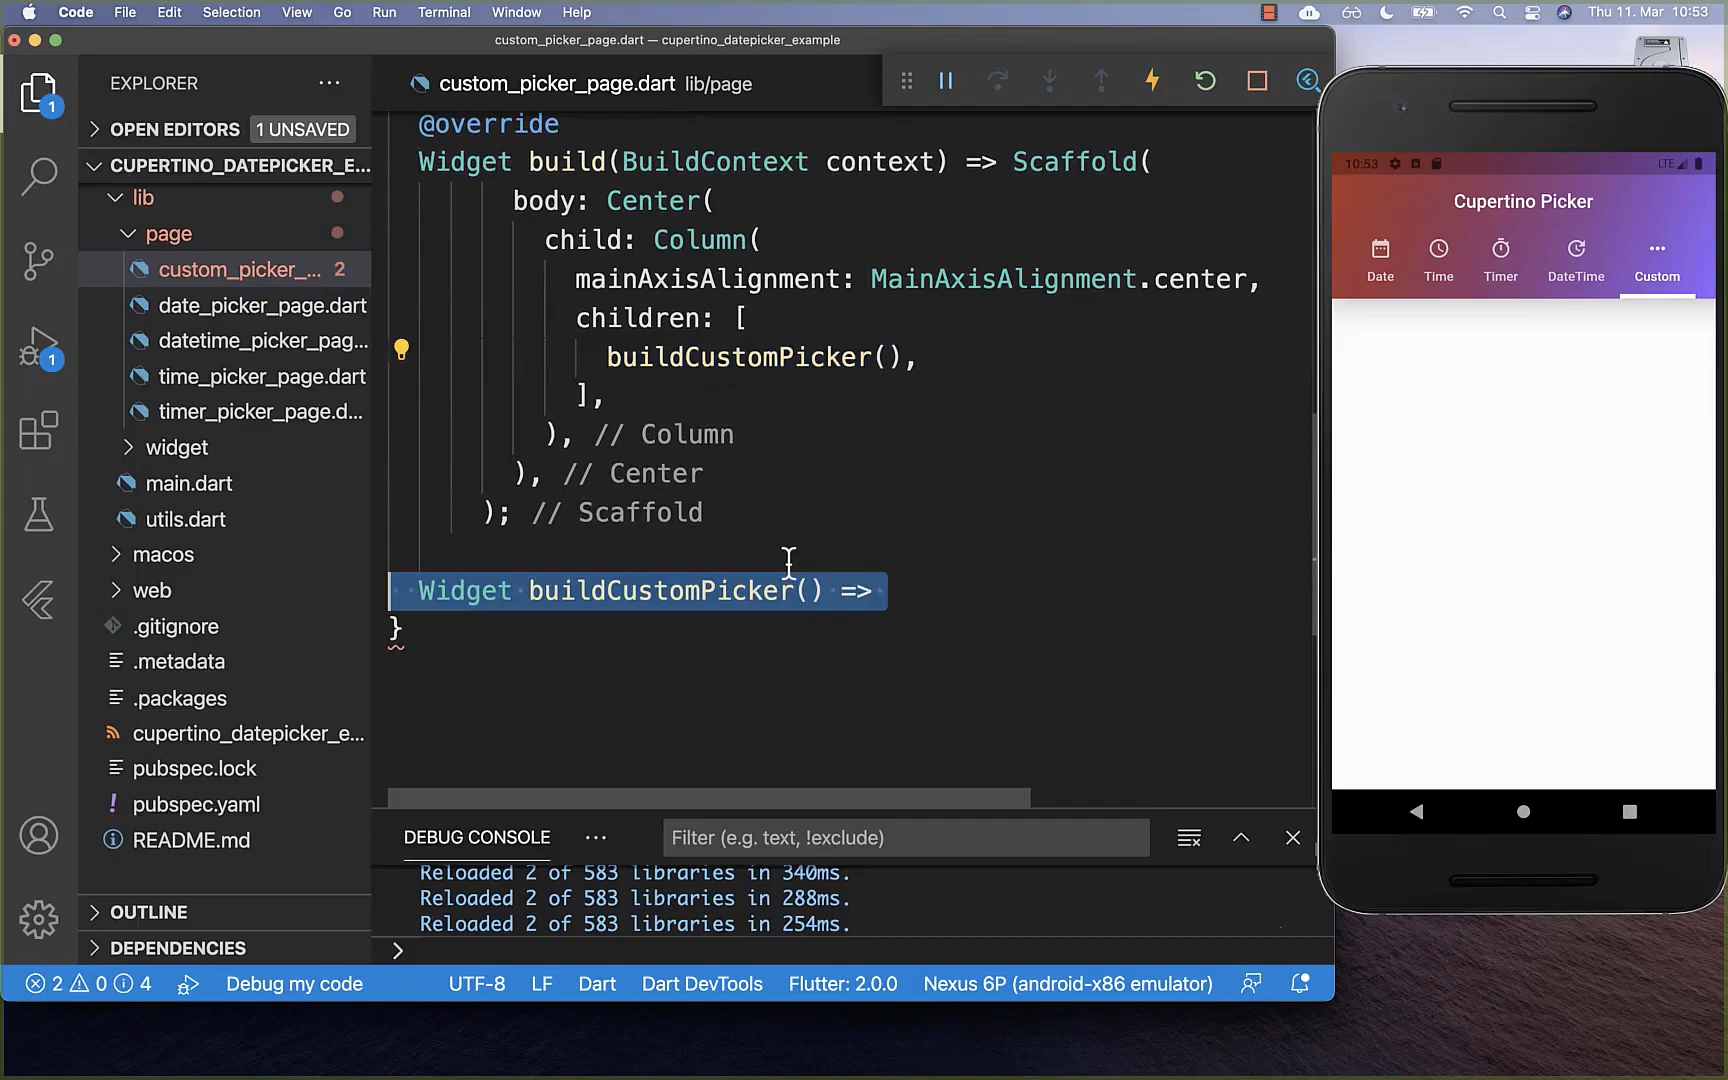 Code File Edit Selection View Go Run Terminal Window Help Thu 11. Mar 10:53
custom_picker_page.dart — cupertino_datepicker_example
EXPLORER
OPEN EDITORS 1 UNSAVED
CUPERTINO_DATEPICKER_E...
lib
page
custom_picker_... 2
date_picker_page.dart
datetime_picker_pag...
time_picker_page.dart
timer_picker_page.d...
widget
main.dart
utils.dart
macos
web
.gitignore
.metadata
.packages
cupertino_datepicker_e...
pubspec.lock
pubspec.yaml
README.md
OUTLINE
DEPENDENCIES
1
1
custom_picker_page.dart lib/page
@override
Widget build(BuildContext context) => Scaffold(
body: Center(
child: Column(
mainAxisAlignment: MainAxisAlignment.center,
children: [
buildCustomPicker(),
],
), // Column
), // Center
); // Scaffold
Widget buildCustomPicker() =>
}
DEBUG CONSOLE ... Filter (e.g. text, !exclude)
Reloaded 2 of 583 libraries in 340ms.
Reloaded 2 of 583 libraries in 288ms.
Reloaded 2 of 583 libraries in 254ms.
2 0 4 Debug my code UTF-8 LF Dart Dart DevTools Flutter: 2.0.0 Nexus 6P (android-x86 emulator)
10:53 LTE
Cupertino Picker
Date Time Timer DateTime Custom